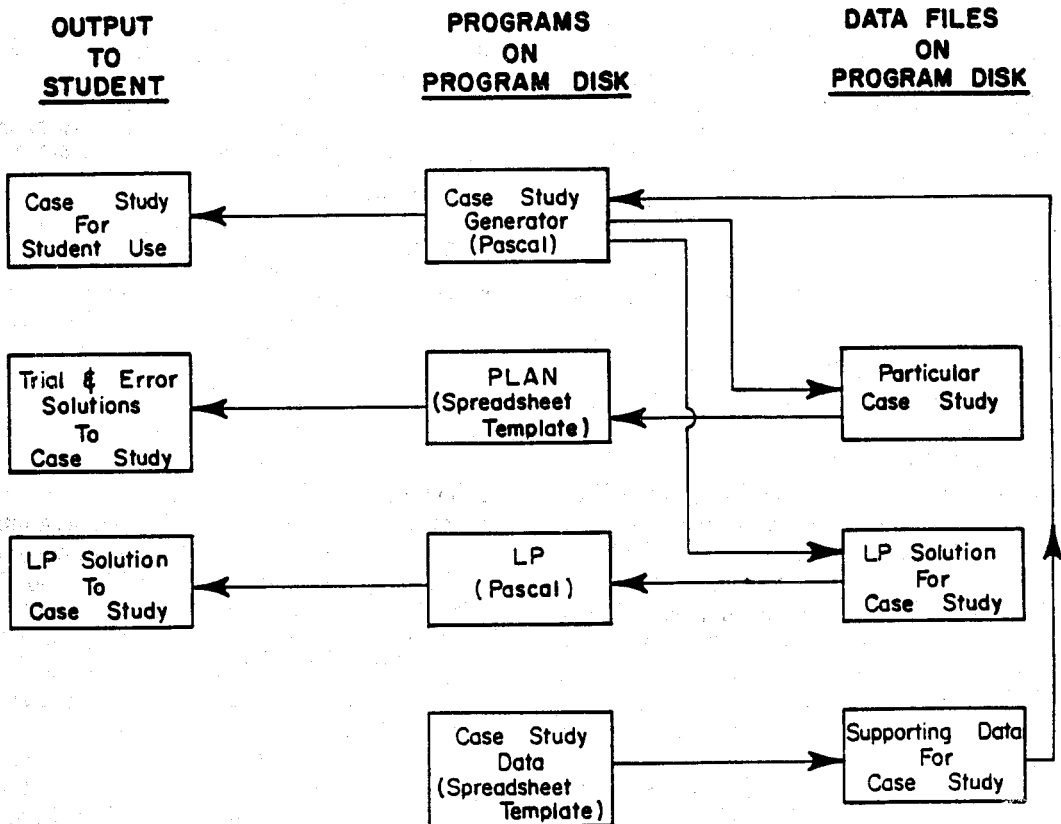 OUTPUT
TO
STUDENT
PROGRAMS
ON
PROGRAM DISK
DATA FILES
ON
PROGRAM DISK
Case Study
For
Student Use
Case Study
Generator
(Pascal)
Trial & Error
Solutions
To
Case Study
PLAN
(Spreadsheet
Template)
Particular
Case Study
LP Solution
To
Case Study
LP
(Pascal)
LP Solution
For
Case Study
Case Study
Data
(Spreadsheet
Template)
Supporting Data
For
Case Study